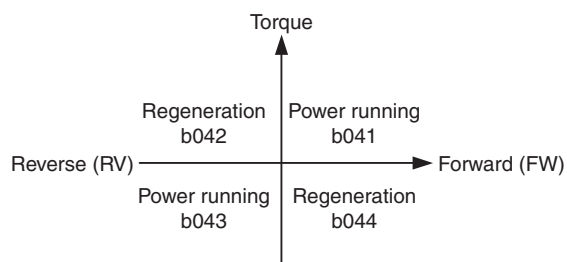 Torque
Regeneration
b042
Power running
b041
Reverse (RV)
Forward (FW)
Power running
b043
Regeneration
b044